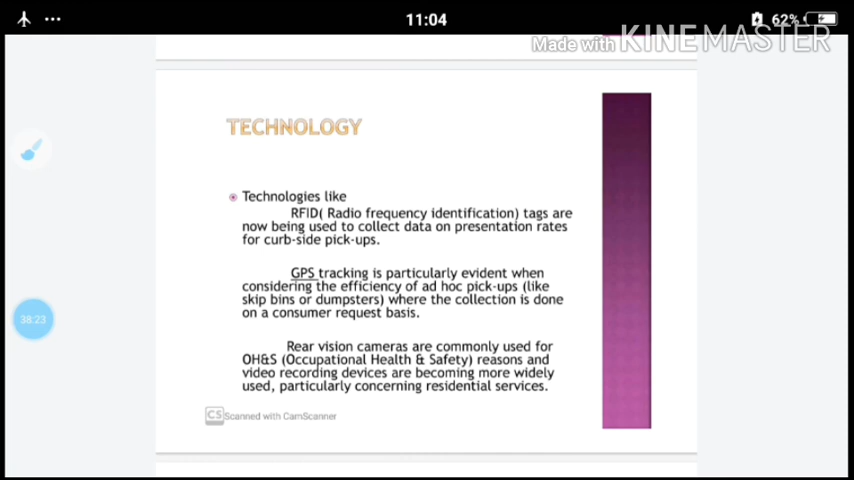 11:04
62%
Made with KINEMASTER
TECHNOLOGY
Technologies like
RFID( Radio frequency identification) tags are
now being used to collect data on presentation rates
for curb-side pick-ups.
GPS tracking is particularly evident when
considering the efficiency of ad hoc pick-ups (like
skip bins or dumpsters) where the collection is done
on a consumer request basis.
38:23
Rear vision cameras are commonly used for
OH&S (Occupational Health & Safety) reasons and
video recording devices are becoming more widely
used, particularly concerning residential services.
CS Scanned with CamScanner